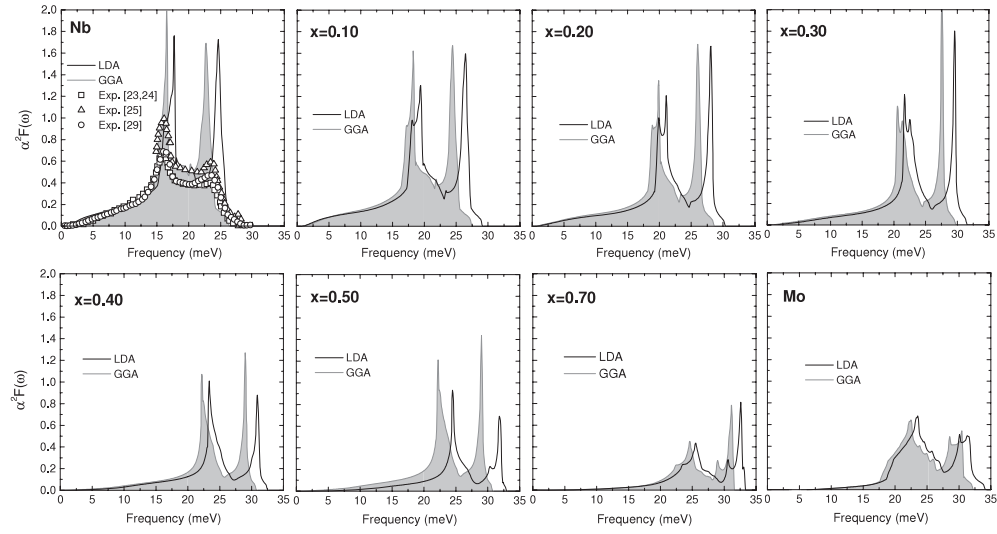 Nb
LDA
GGA
Exp. [23,24]
Exp. [25]
Exp. [29]
α²F(ω)
2.0
1.8
1.6
1.4
1.2
1.0
0.8
0.6
0.4
0.2
0.0
0 5 10 15 20 25 30 35
Frequency (meV)
x=0.10
LDA
GGA
0 5 10 15 20 25 30 35
Frequency (meV)
x=0.20
LDA
GGA
0 5 10 15 20 25 30 35
Frequency (meV)
x=0.30
LDA
GGA
0 5 10 15 20 25 30 35
Frequency (meV)
x=0.40
LDA
GGA
α²F(ω)
2.0
1.8
1.6
1.4
1.2
1.0
0.8
0.6
0.4
0.2
0.0
0 5 10 15 20 25 30 35
Frequency (meV)
x=0.50
LDA
GGA
0 5 10 15 20 25 30 35
Frequency (meV)
x=0.70
LDA
GGA
0 5 10 15 20 25 30 35
Frequency (meV)
Mo
LDA
GGA
0 5 10 15 20 25 30 35
Frequency (meV)